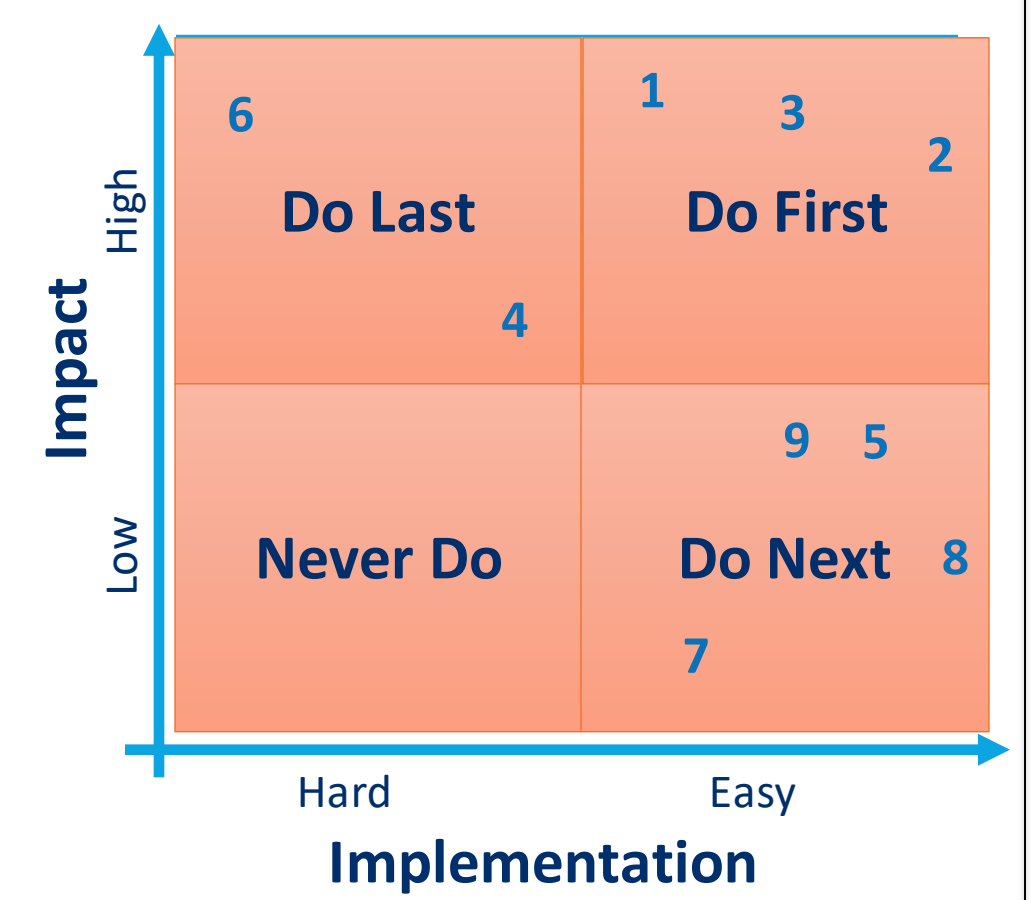 1
3
6
2
High
Do Last
Do First
4
Impact
9
5
Low
Never Do
Do Next
8
7
Hard
Easy
Implementation